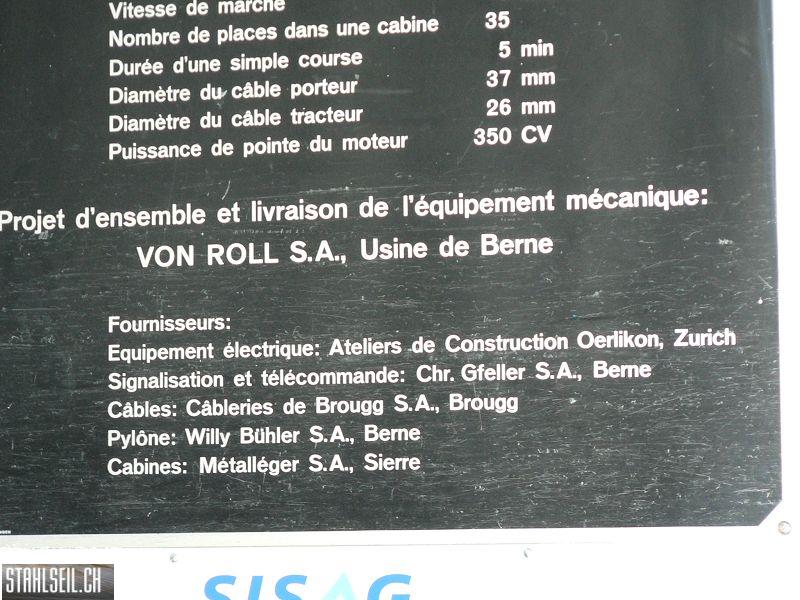 Vitesse de marche
Nombre de places dans une cabine 35
Durée d'une simple course 5 min
Diamètre du câble porteur 37 mm
Diamètre du câble tracteur 26 mm
Puissance de pointe du moteur 350 CV
Projet d'ensemble et livraison de l'équipement mécanique:
VON ROLL S.A., Usine de Berne
Fournisseurs:
Equipement électrique: Ateliers de Construction Oerlikon, Zurich
Signalisation et télécommande: Chr. Gfeller S.A., Berne
Câbles: Câbleries de Brougg S.A., Brougg
Pylône: Willy Bühler S.A., Berne
Cabines: Métalléger S.A., Sierre
STAHLSEIL.CH
SISAG